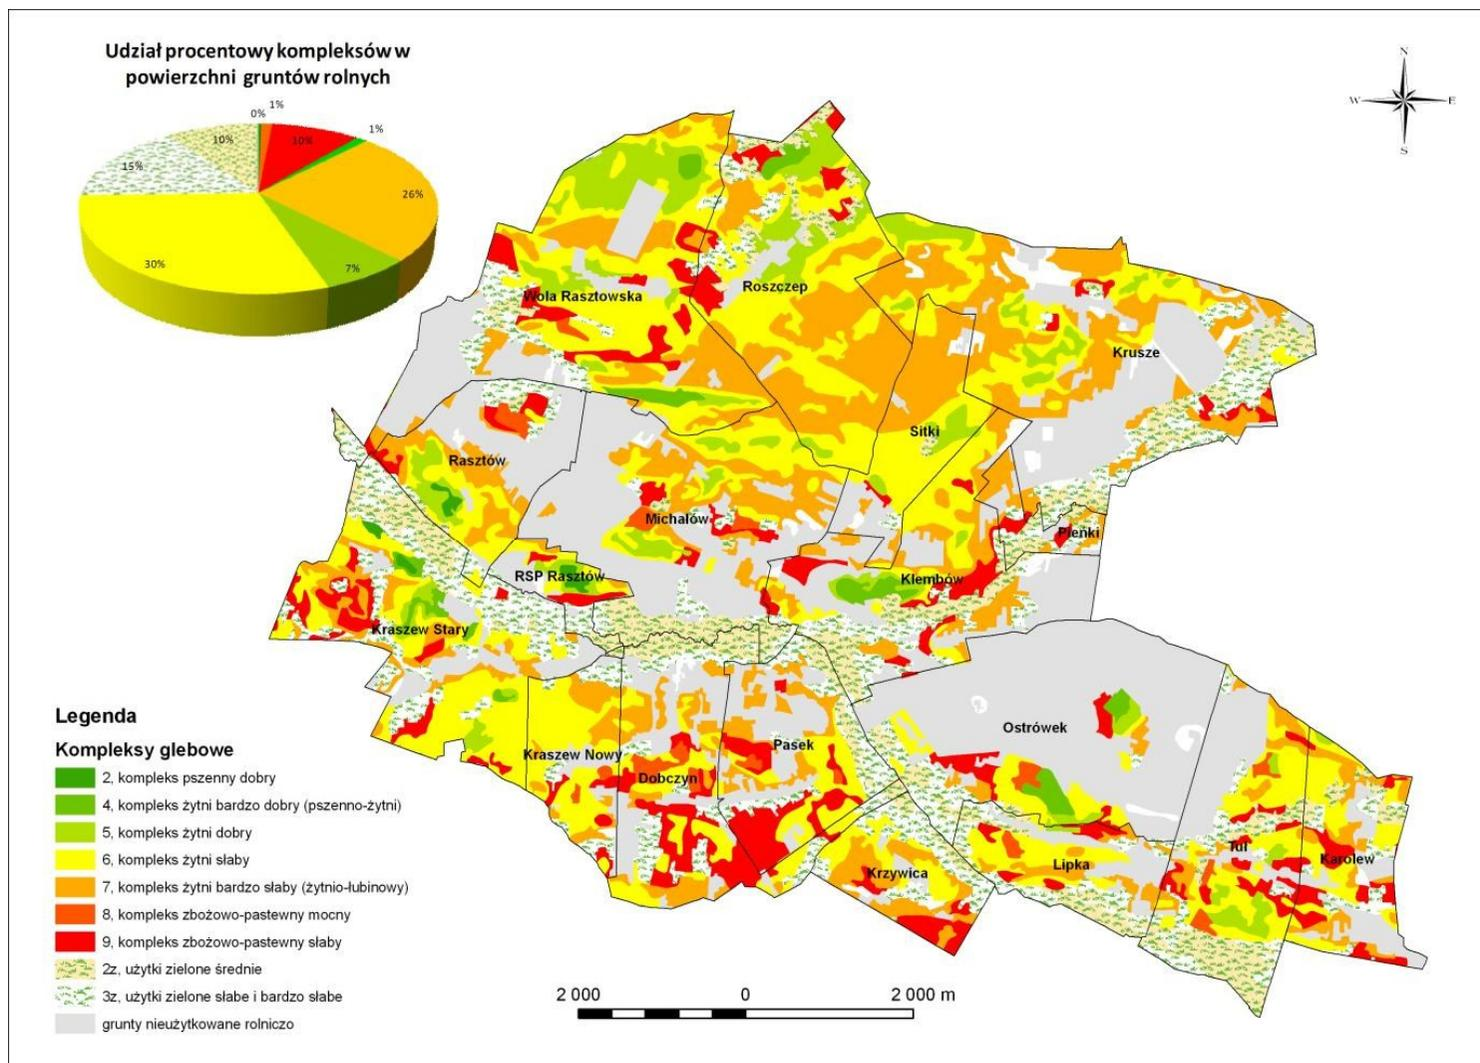 Udział procentowy kompleksów w
powierzchni gruntów rolnych
0%
1%
10%
1%
26%
7%
30%
15%
10%
N
W
E
S
Wola Rasztowska
Roszczep
Krusze
Sitki
Rasztów
Michalów
Pieńki
RSP Rasztów
Klembów
Kraszew Stary
Ostrówek
Kraszew Nowy
Pasek
Dobczyn
Tuł
Karolew
Lipka
Krzywica
Legenda
Kompleksy glebowe
2, kompleks pszenny dobry
4, kompleks żytni bardzo dobry (pszenno-żytni)
5, kompleks żytni dobry
6, kompleks żytni słaby
7, kompleks żytni bardzo słaby (żytnio-łubinowy)
8, kompleks zbożowo-pastewny mocny
9, kompleks zbożowo-pastewny słaby
2z, użytki zielone średnie
3z, użytki zielone słabe i bardzo słabe
grunty nieużytkowane rolniczo
2 000 0 2 000 m